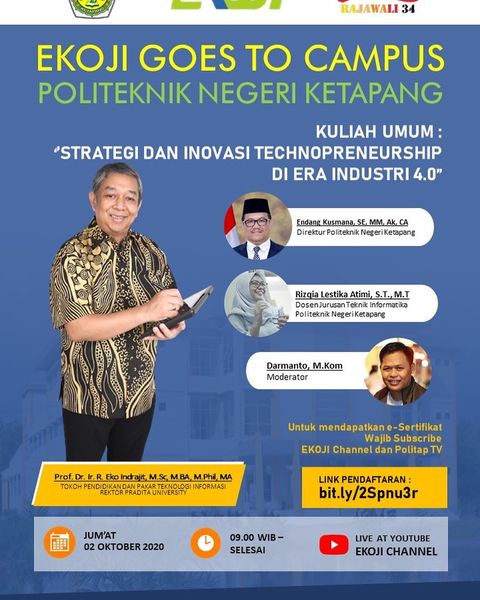 RAJAWALI 34
EKOJI GOES TO CAMPUS
POLITEKNIK NEGERI KETAPANG
KULIAH UMUM :
"STRATEGI DAN INOVASI TECHNOPRENEURSHIP
DI ERA INDUSTRI 4.0"
Endang Kusmana, SE, MM, Ak, CA
Direktur Politeknik Negeri Ketapang
Rizqia Lestika Atimi, S.T., M.T
Dosen Jurusan Teknik Informatika
Politeknik Negeri Ketapang
Darmanto, M.Kom
Moderator
Untuk mendapatkan e-Sertifikat
Wajib Subscribe
EKOJI Channel dan Politap TV
Prof. Dr. Ir. R. Eko Indrajit, M.Sc, M.BA, M.Phil, MA
TOKOH PENDIDIKAN DAN PAKAR TEKNOLOGI INFORMASI
REKTOR PRADITA UNIVERSITY
LINK PENDAFTARAN :
bit.ly/2Spnu3r
JUM'AT
02 OKTOBER 2020
09.00 WIB –
SELESAI
LIVE AT YOUTUBE
EKOJI CHANNEL